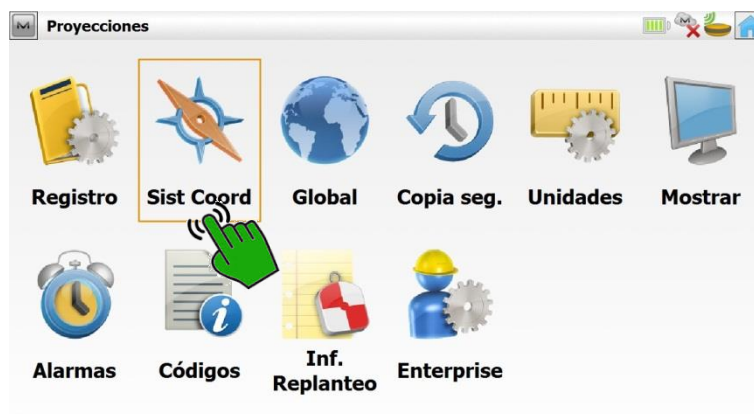 Proyecciones
Registro
Sist Coord
Global
Copia seg.
Unidades
Mostrar
Alarmas
Códigos
Inf.
Replanteo
Enterprise